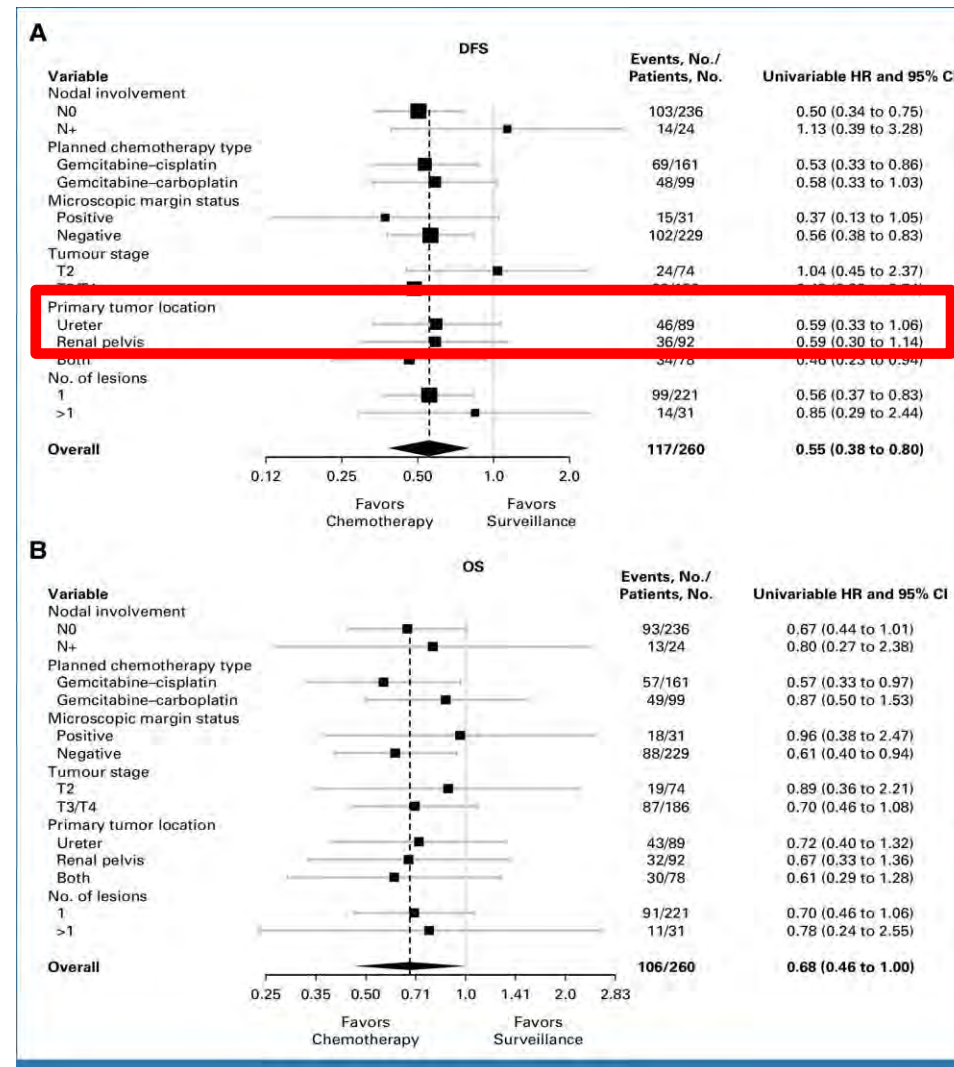 A
DFS
Variable Events, No./ Patients, No. Univariable HR and 95% CI
Nodal involvement
N0 103/236 0.50 (0.34 to 0.75)
N+ 14/24 1.13 (0.39 to 3.28)
Planned chemotherapy type
Gemcitabine–cisplatin 69/161 0.53 (0.33 to 0.86)
Gemcitabine–carboplatin 48/99 0.58 (0.33 to 1.03)
Microscopic margin status
Positive 15/31 0.37 (0.13 to 1.05)
Negative 102/229 0.56 (0.38 to 0.83)
Tumour stage
T2 24/74 1.04 (0.45 to 2.37)
Primary tumor location
Ureter 46/89 0.59 (0.33 to 1.06)
Renal pelvis 36/92 0.59 (0.30 to 1.14)
Both 34/78 0.46 (0.23 to 0.94)
No. of lesions
1 99/221 0.56 (0.37 to 0.83)
>1 14/31 0.85 (0.29 to 2.44)
Overall 117/260 0.55 (0.38 to 0.80)
0.12 0.25 0.50 1.0 2.0
Favors Favors
Chemotherapy Surveillance
B
OS
Variable Events, No./ Patients, No. Univariable HR and 95% CI
Nodal involvement
N0 93/236 0.67 (0.44 to 1.01)
N+ 13/24 0.80 (0.27 to 2.38)
Planned chemotherapy type
Gemcitabine–cisplatin 57/161 0.57 (0.33 to 0.97)
Gemcitabine–carboplatin 49/99 0.87 (0.50 to 1.53)
Microscopic margin status
Positive 18/31 0.96 (0.38 to 2.47)
Negative 88/229 0.61 (0.40 to 0.94)
Tumour stage
T2 19/74 0.89 (0.36 to 2.21)
T3/T4 87/186 0.70 (0.46 to 1.08)
Primary tumor location
Ureter 43/89 0.72 (0.40 to 1.32)
Renal pelvis 32/92 0.67 (0.33 to 1.36)
Both 30/78 0.61 (0.29 to 1.28)
No. of lesions
1 91/221 0.70 (0.46 to 1.06)
>1 11/31 0.78 (0.24 to 2.55)
Overall 106/260 0.68 (0.46 to 1.00)
0.25 0.35 0.50 0.71 1.0 1.41 2.0 2.83
Favors Favors
Chemotherapy Surveillance